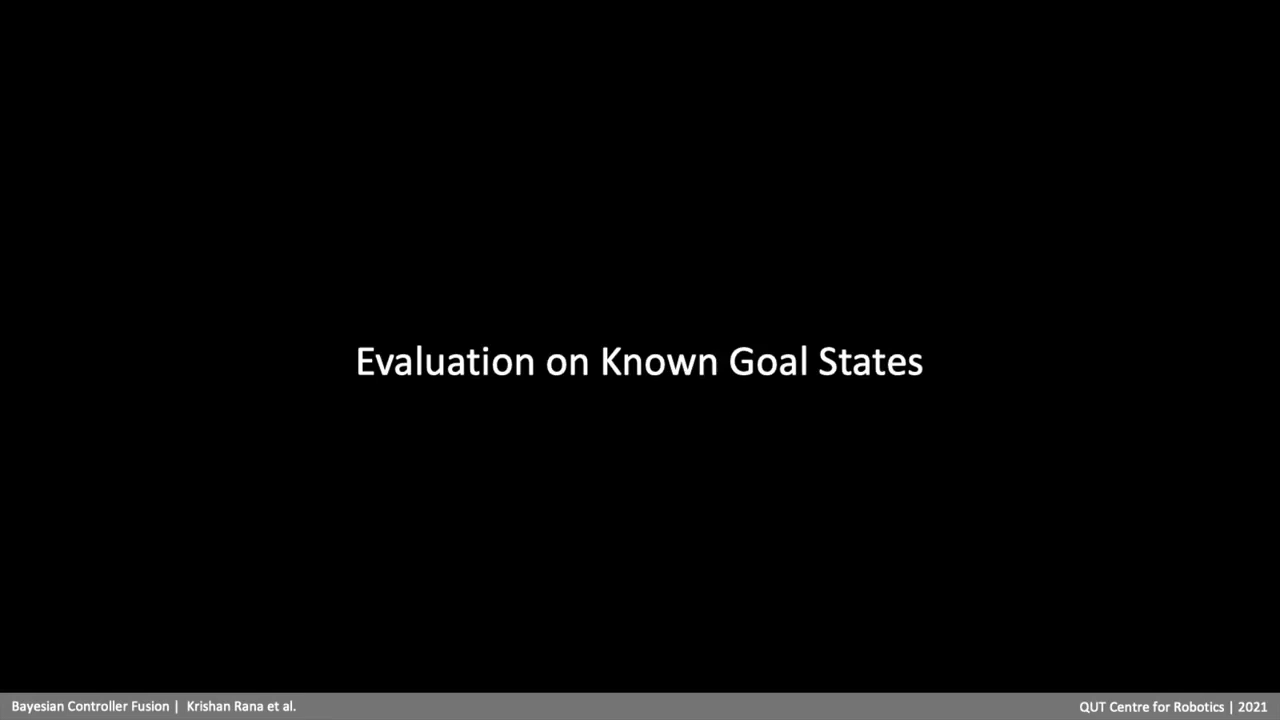 Evaluation on Known Goal States
Bayesian Controller Fusion | Krishan Rana et al.
QUT Centre for Robotics | 2021